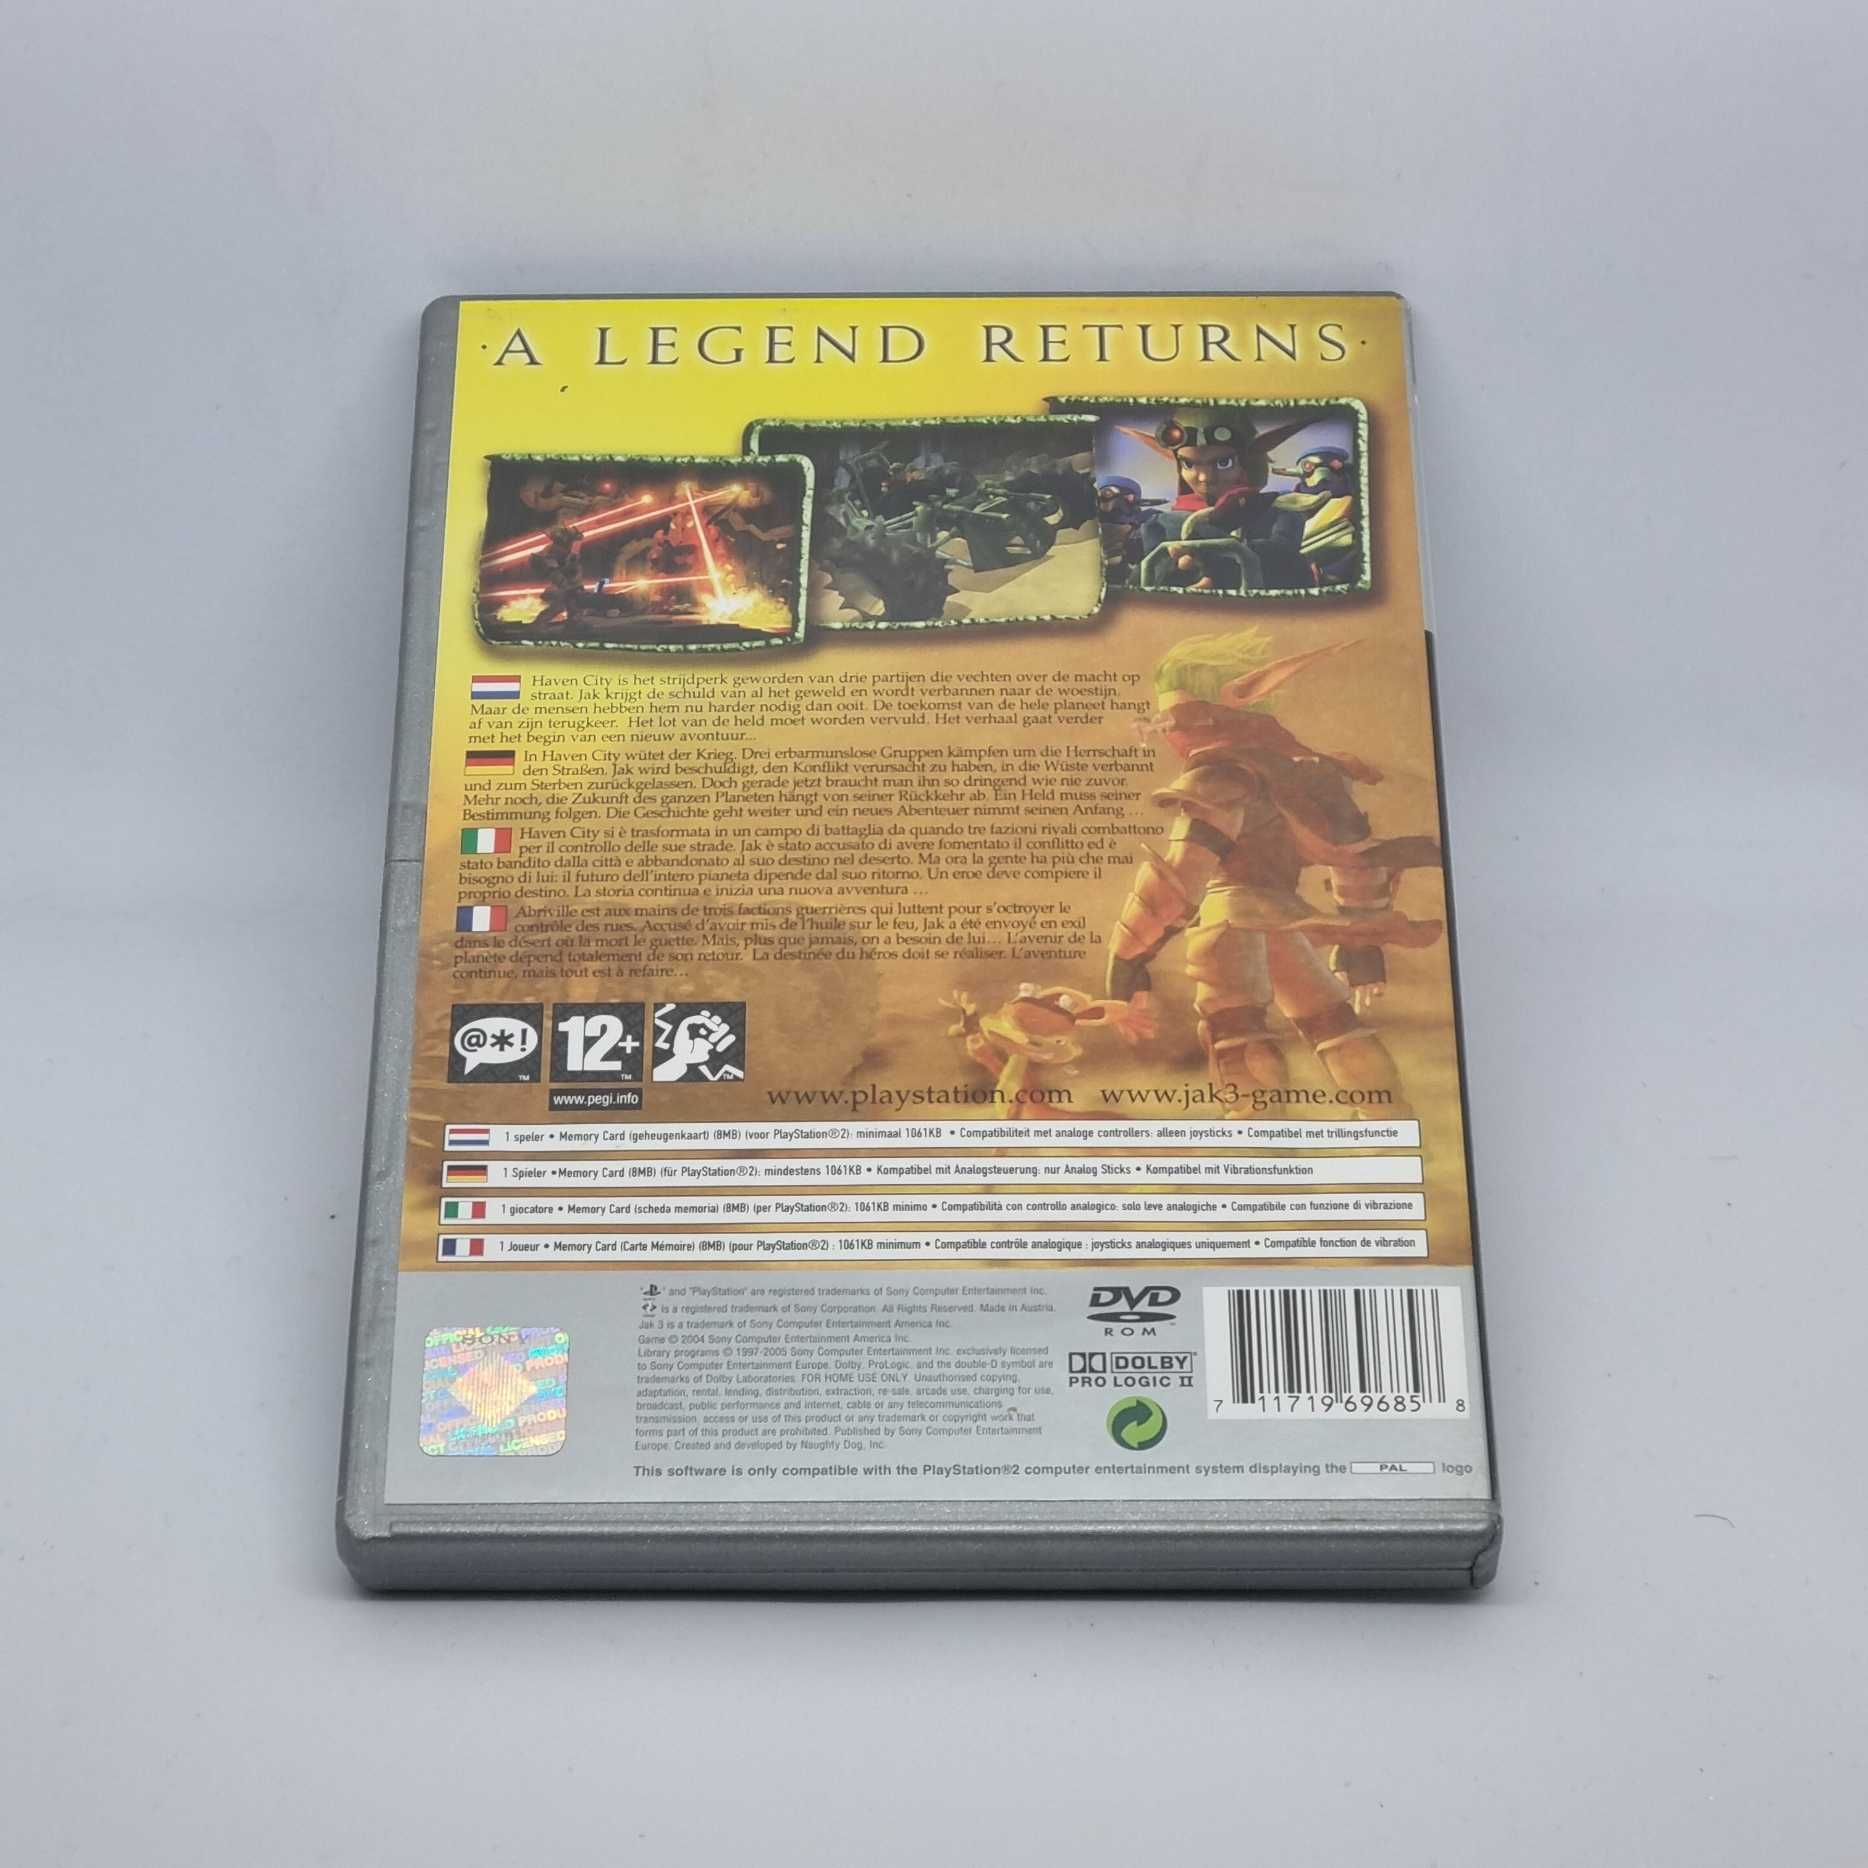 ·A LEGEND RETURNS·
Haven City is het strijdperk geworden van drie partijen die vechten over de macht op
straat. Jak krijgt de schuld van al het geweld en wordt verbannen naar de woestijn.
Maar de mensen hebben hem nu harder nodig dan ooit. De toekomst van de hele planeet hangt
af van zijn terugkeer. Het lot van de held moet worden vervuld. Het verhaal gaat verder
met het begin van een nieuw avontuur...
In Haven City wütet der Krieg. Drei erbarmunslose Gruppen kämpfen um die Herrschaft in
den Straßen. Jak wird beschuldigt, den Konflikt verursacht zu haben, in die Wüste verbannt
und zum Sterben zurückgelassen. Doch gerade jetzt braucht man ihn so dringend wie nie zuvor.
Mehr noch, die Zukunft des ganzen Planeten hängt von seiner Rückkehr ab. Ein Held muss seiner
Bestimmung folgen. Die Geschichte geht weiter und ein neues Abenteuer nimmt seinen Anfang ...
Haven City si è trasformata in un campo di battaglia da quando tre fazioni rivali combattono
per il controllo delle sue strade. Jak è stato accusato di avere fomentato il conflitto ed è
stato bandito dalla città e abbandonato al suo destino nel deserto. Ma ora la gente ha più che mai
bisogno di lui: il futuro dell'intero pianeta dipende dal suo ritorno. Un eroe deve compiere il
proprio destino. La storia continua e inizia una nuova avventura ...
Abriville est aux mains de trois factions guerrières qui luttent pour s'octroyer le
contrôle des rues. Accusé d'avoir mis de l'huile sur le feu, Jak a été envoyé en exil
dans le désert où la mort le guette. Mais, plus que jamais, on a besoin de lui... L'avenir de la
planète dépend totalement de son retour. La destinée du héros doit se réaliser. L'aventure
continue, mais tout est à refaire...
@*! ™
12+ ™
™
www.pegi.info
www.playstation.com www.jak3-game.com
1 speler • Memory Card (geheugenkaart) (8MB) (voor PlayStation®2): minimaal 1061KB • Compatibiliteit met analoge controllers: alleen joysticks • Compatibel met trillingsfunctie
1 Spieler •Memory Card (8MB) (für PlayStation®2): mindestens 1061KB • Kompatibel mit Analogsteuerung: nur Analog Sticks • Kompatibel mit Vibrationsfunktion
1 giocatore • Memory Card (scheda memoria) (8MB) (per PlayStation®2): 1061KB minimo • Compatibilità con controllo analogico: solo leve analogiche • Compatibile con funzione di vibrazione
1 Joueur • Memory Card (Carte Mémoire) (8MB) (pour PlayStation®2) : 1061KB minimum • Compatible contrôle analogique : joysticks analogiques uniquement • Compatible fonction de vibration
" " and "PlayStation" are registered trademarks of Sony Computer Entertainment Inc.
is a registered trademark of Sony Corporation. All Rights Reserved. Made in Austria.
Jak 3 is a trademark of Sony Computer Entertainment America Inc.
Game © 2004 Sony Computer Entertainment America Inc.
Library programs © 1997-2005 Sony Computer Entertainment Inc. exclusively licensed
to Sony Computer Entertainment Europe. Dolby, ProLogic, and the double-D symbol are
trademarks of Dolby Laboratories. FOR HOME USE ONLY. Unauthorised copying,
adaptation, rental, lending, distribution, extraction, re-sale, arcade use, charging for use,
broadcast, public performance and internet, cable or any telecommunications
transmission, access or use of this product or any trademark or copyright work that
forms part of this product are prohibited. Published by Sony Computer Entertainment
Europe. Created and developed by Naughty Dog, Inc.
This software is only compatible with the PlayStation®2 computer entertainment system displaying the PAL logo
DVD
ROM
DOLBY
PRO LOGIC II
7 11719 69685 8
SONY